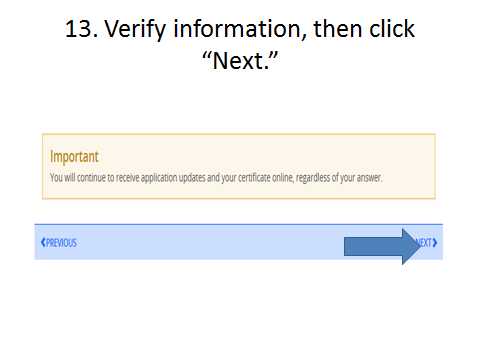 13. Verify information, then click
“Next.”
Important
You will continue to receive application updates and your certificate online, regardless of your answer.
❮PREVIOUS
EXT❯